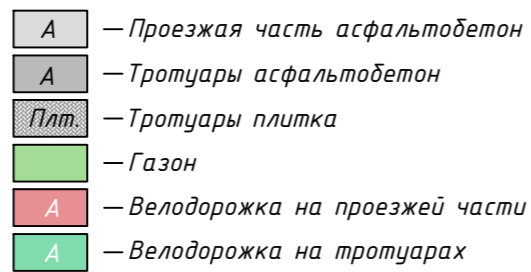 А — Проезжая часть асфальтобетон
А — Тротуары асфальтобетон
Плт. — Тротуары плитка
— Газон
А — Велодорожка на проезжей части
А — Велодорожка на тротуарах